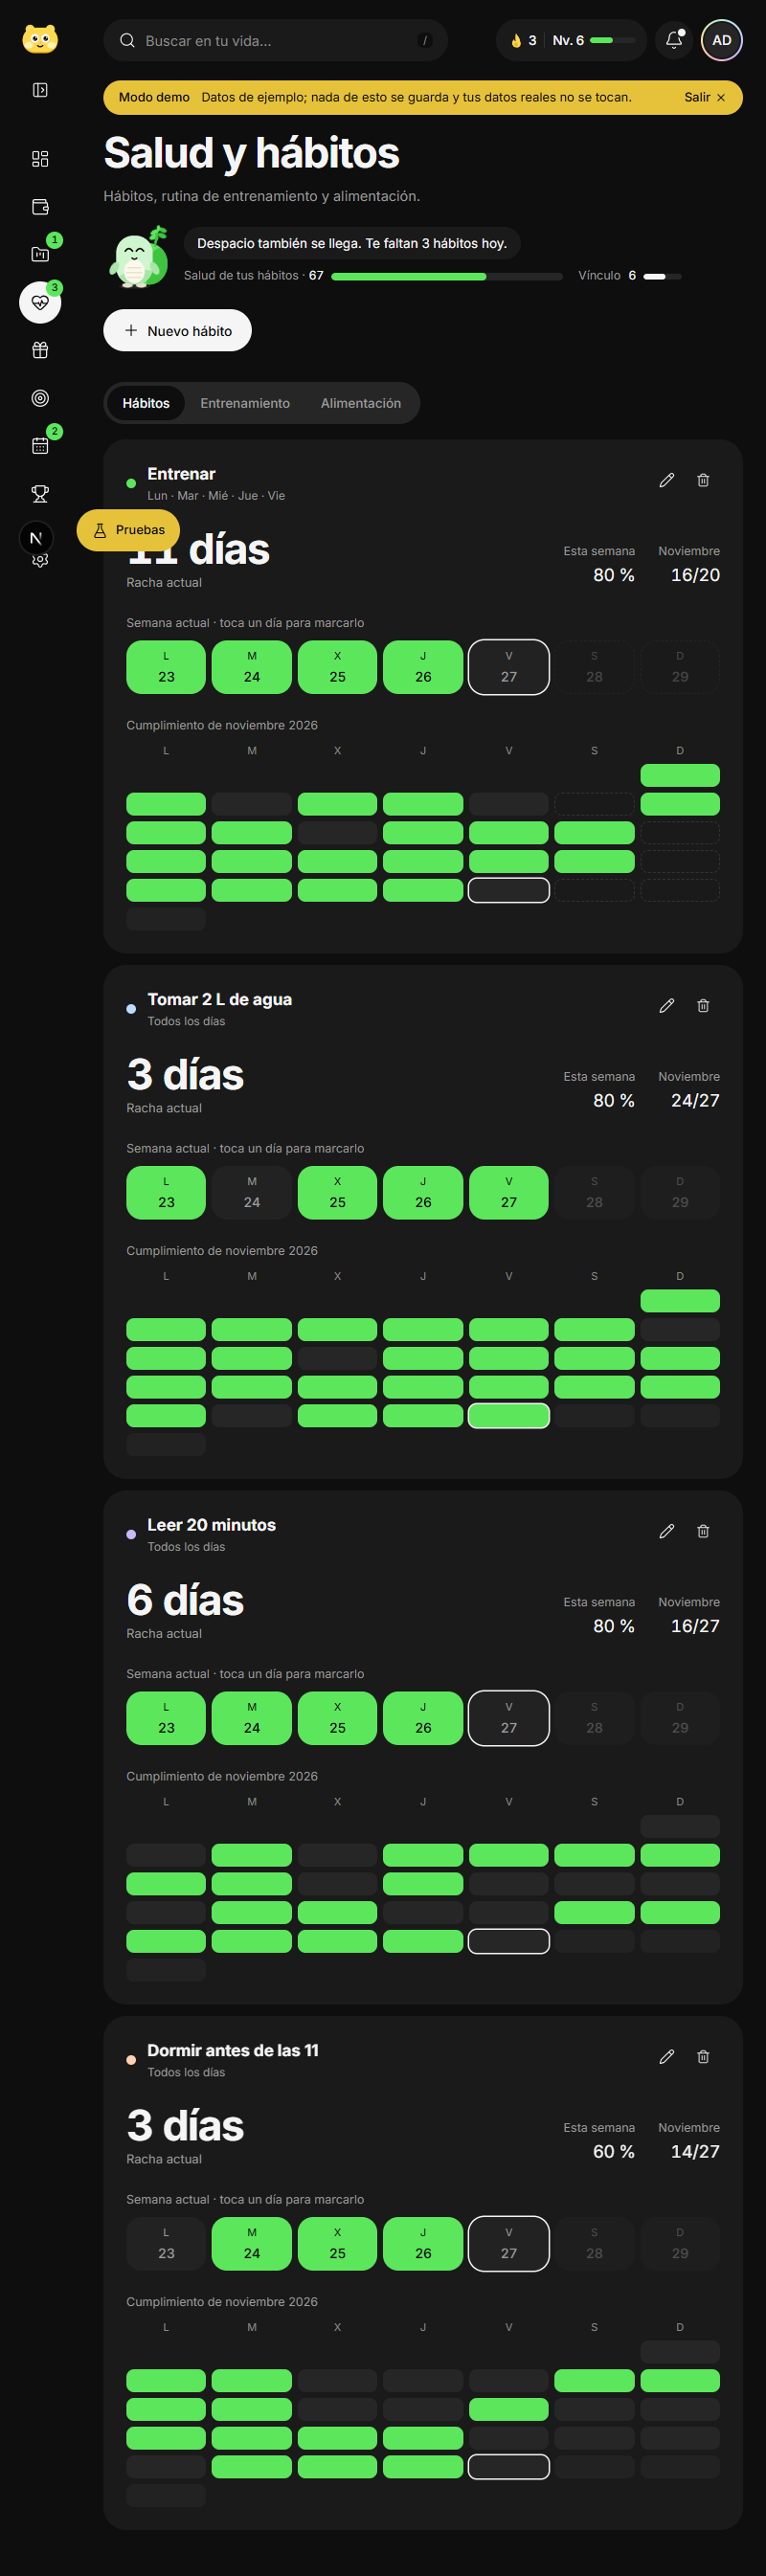 Buscar en tu vida...
/
3
Nv. 6
AD
Modo demo Datos de ejemplo; nada de esto se guarda y tus datos reales no se tocan. Salir
Salud y hábitos
Hábitos, rutina de entrenamiento y alimentación.
1
3
2
N
Despacio también se llega. Te faltan 3 hábitos hoy.
Salud de tus hábitos · 67
Vínculo 6
Nuevo hábito
Hábitos Entrenamiento Alimentación
Entrenar
Lun · Mar · Mié · Jue · Vie
Pruebas
11 días
Racha actual
Esta semana
80 %
Noviembre
16/20
Semana actual · toca un día para marcarlo
L M X J V S D
23 24 25 26 27 28 29
Cumplimiento de noviembre 2026
L M X J V S D
Tomar 2 L de agua
Todos los días
3 días
Racha actual
Esta semana
80 %
Noviembre
24/27
Semana actual · toca un día para marcarlo
L M X J V S D
23 24 25 26 27 28 29
Cumplimiento de noviembre 2026
L M X J V S D
Leer 20 minutos
Todos los días
6 días
Racha actual
Esta semana
80 %
Noviembre
16/27
Semana actual · toca un día para marcarlo
L M X J V S D
23 24 25 26 27 28 29
Cumplimiento de noviembre 2026
L M X J V S D
Dormir antes de las 11
Todos los días
3 días
Racha actual
Esta semana
60 %
Noviembre
14/27
Semana actual · toca un día para marcarlo
L M X J V S D
23 24 25 26 27 28 29
Cumplimiento de noviembre 2026
L M X J V S D